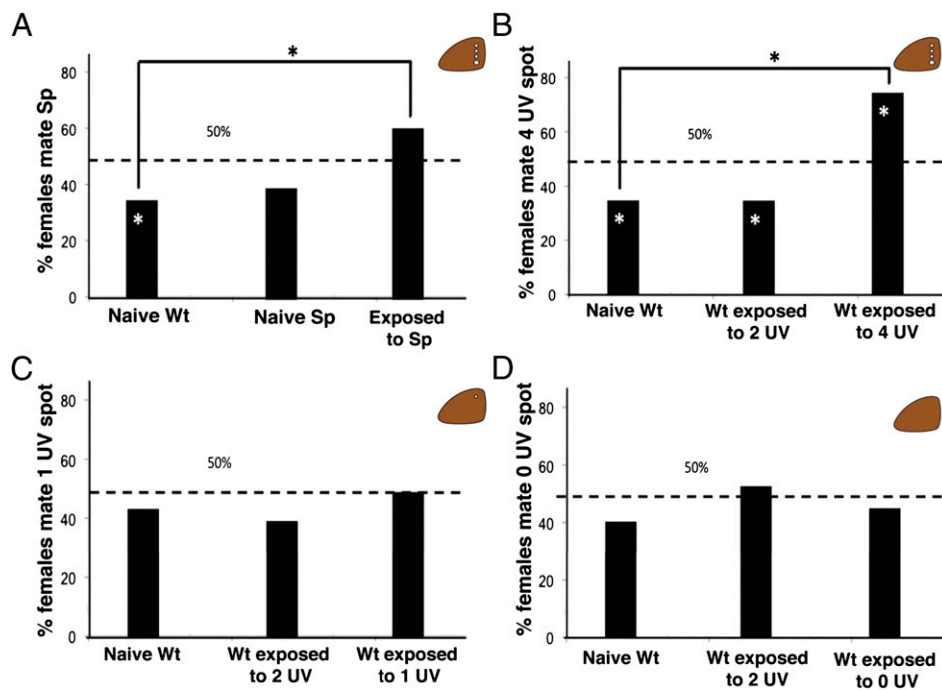 A
% females mate Sp
80
60
40
20
0
50%
*
*
Naive Wt
Naive Sp
Exposed
to Sp
B
% females mate 4 UV spot
80
60
40
20
0
50%
*
*
*
*
Naive Wt
Wt exposed
to 2 UV
Wt exposed
to 4 UV
C
% females mate 1 UV spot
80
60
40
20
0
50%
Naive Wt
Wt exposed
to 2 UV
Wt exposed
to 1 UV
D
% females mate 0 UV spot
80
60
40
20
0
50%
Naive Wt
Wt exposed
to 2 UV
Wt exposed
to 0 UV